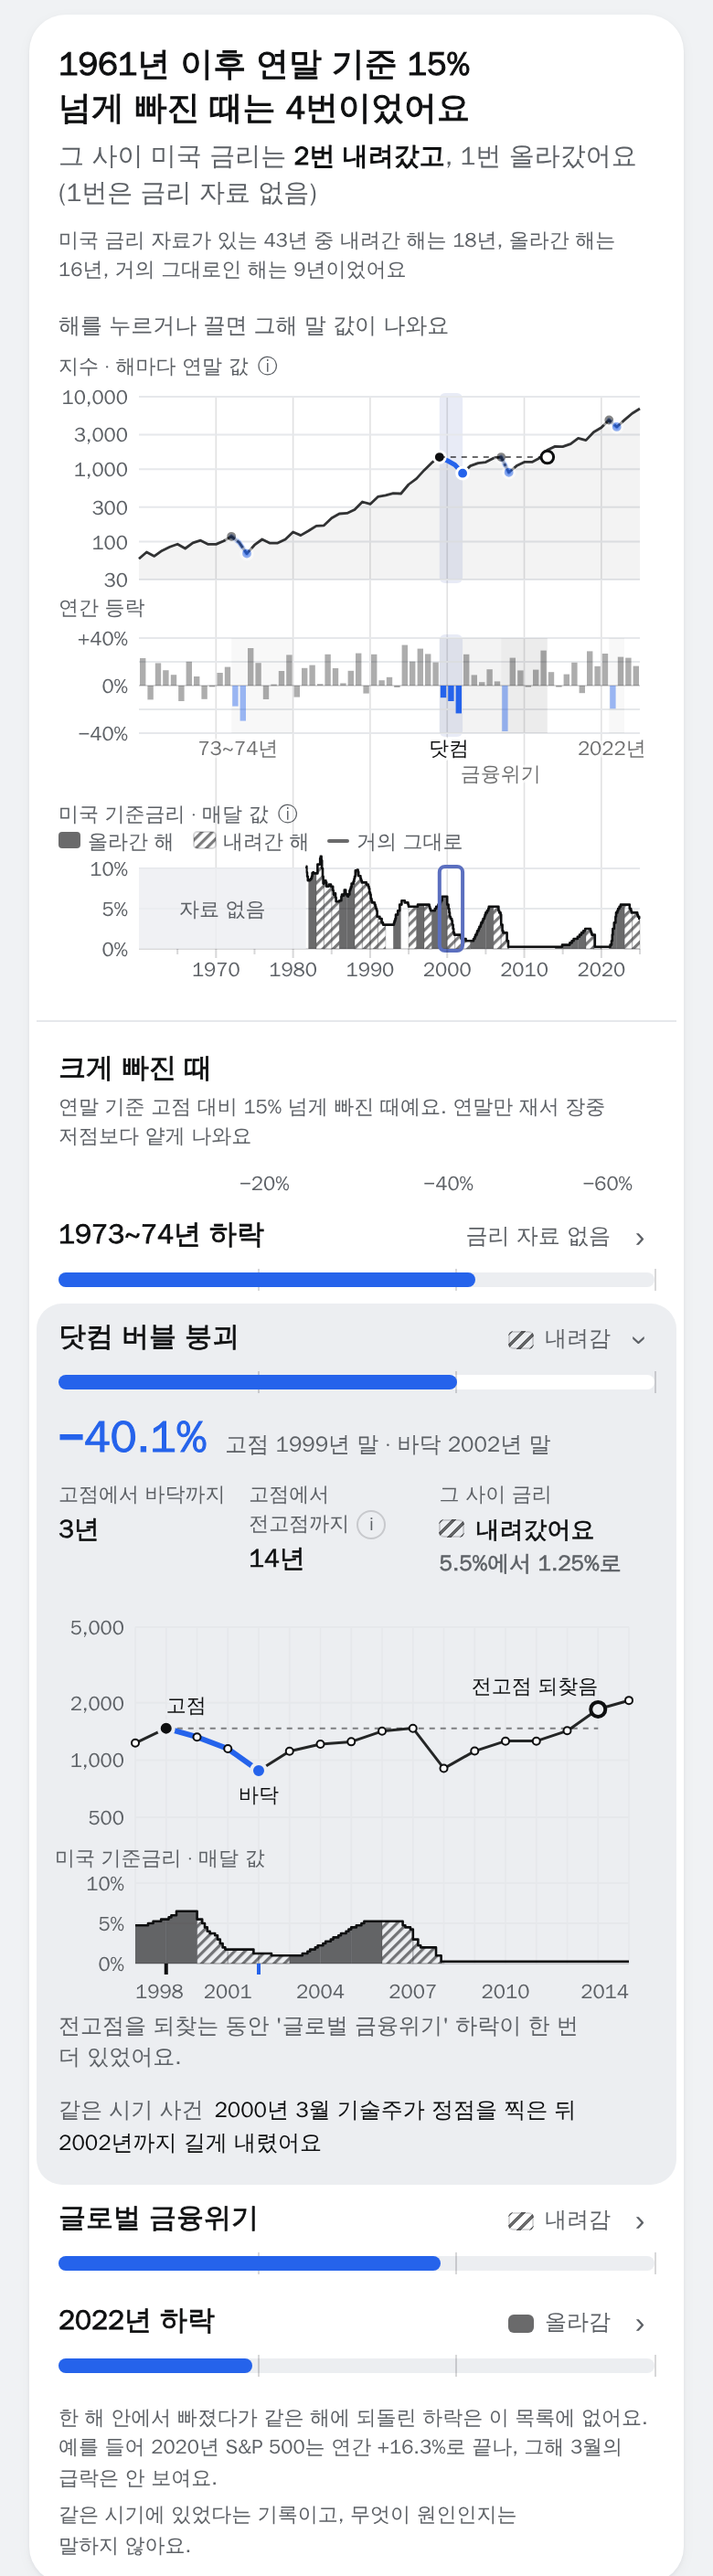 1961년 이후 연말 기준 15%
넘게 빠진 때는 4번이었어요
그 사이 미국 금리는 2번 내려갔고, 1번 올라갔어요
(1번은 금리 자료 없음)
미국 금리 자료가 있는 43년 중 내려간 해는 18년, 올라간 해는
16년, 거의 그대로인 해는 9년이었어요
해를 누르거나 끌면 그해 말 값이 나와요
지수 · 해마다 연말 값 ⓘ
10,000
3,000
1,000
300
100
30
연간 등락
+40%
0%
−40%
73~74년 닷컴 2022년
금융위기
미국 기준금리 · 매달 값 ⓘ
올라간 해 내려간 해 거의 그대로
10%
자료 없음
5%
0%
1970 1980 1990 2000 2010 2020
크게 빠진 때
연말 기준 고점 대비 15% 넘게 빠진 때예요. 연말만 재서 장중
저점보다 얕게 나와요
−20% −40% −60%
1973~74년 하락 금리 자료 없음 ›
닷컴 버블 붕괴 내려감
−40.1% 고점 1999년 말 · 바닥 2002년 말
고점에서 바닥까지
3년
고점에서
전고점까지 ⓘ
14년
그 사이 금리
내려갔어요
5.5%에서 1.25%로
5,000
2,000
1,000
500
고점
전고점 되찾음
바닥
미국 기준금리 · 매달 값
10%
5%
0%
1998 2001 2004 2007 2010 2014
전고점을 되찾는 동안 '글로벌 금융위기' 하락이 한 번
더 있었어요.
같은 시기 사건 2000년 3월 기술주가 정점을 찍은 뒤
2002년까지 길게 내렸어요
글로벌 금융위기 내려감 ›
2022년 하락 올라감 ›
한 해 안에서 빠졌다가 같은 해에 되돌린 하락은 이 목록에 없어요.
예를 들어 2020년 S&P 500는 연간 +16.3%로 끝나, 그해 3월의
급락은 안 보여요.
같은 시기에 있었다는 기록이고, 무엇이 원인인지는
말하지 않아요.